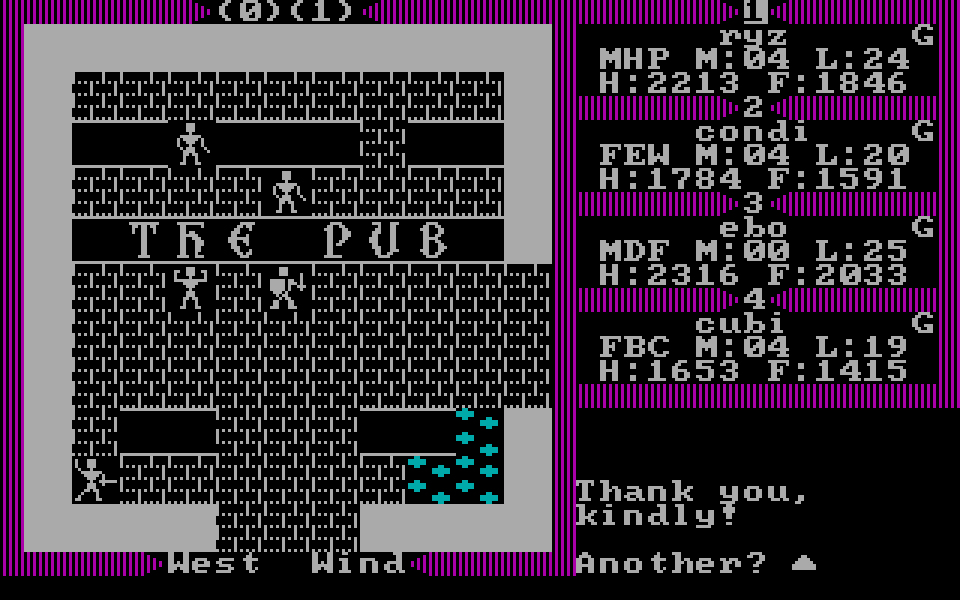 (0)(1)
THE PUB
West Wind
1
ryz G
MHP M:04 L:24
H:2213 F:1846
2
condi G
FEW M:04 L:20
H:1784 F:1591
3
ebo G
MDF M:00 L:25
H:2316 F:2033
4
cubi G
FBC M:04 L:19
H:1653 F:1415
Thank you,
kindly!
Another?